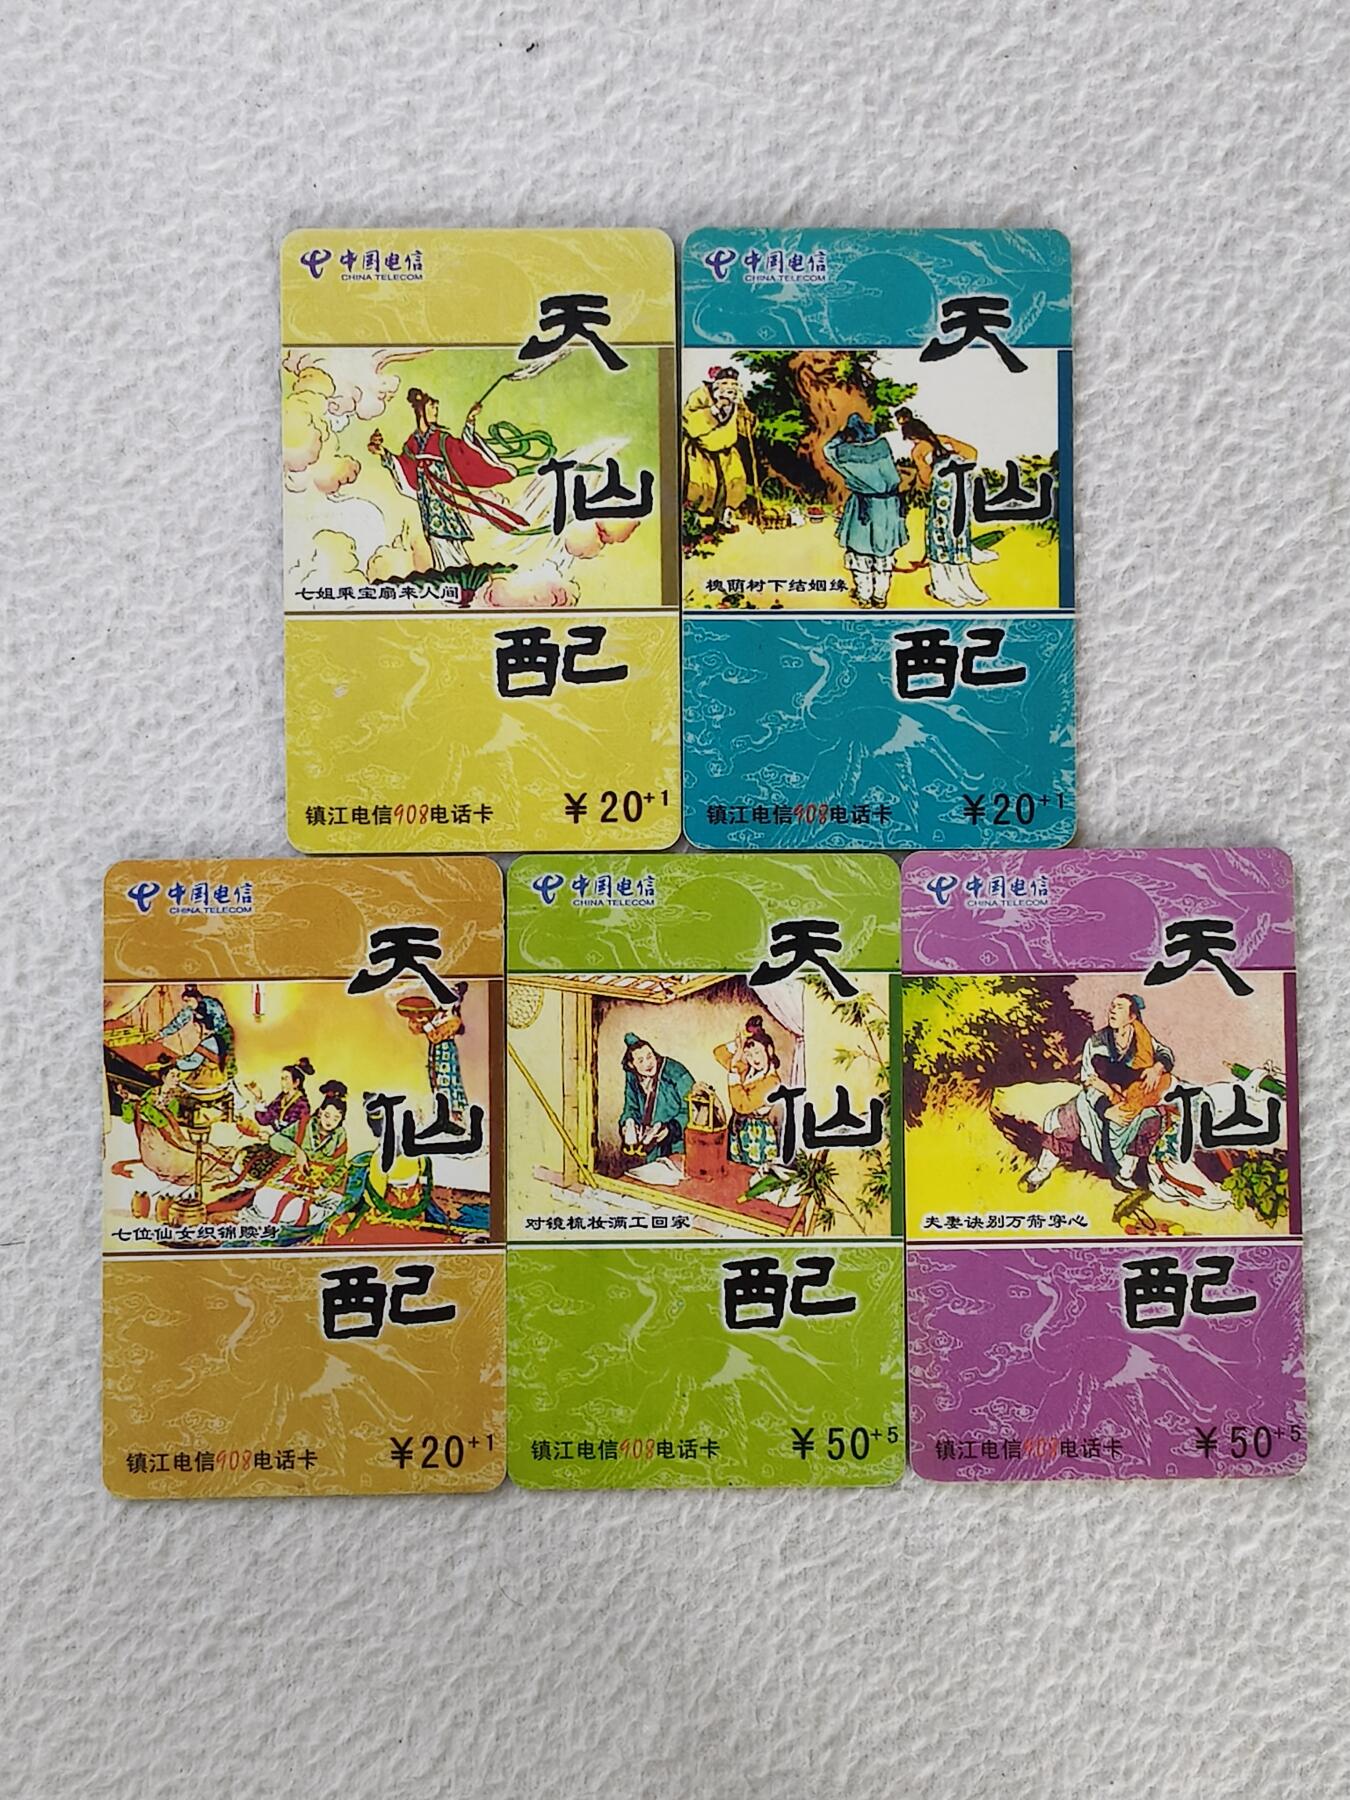 中国电信
CHINA TELECOM
天
仙
配
七姐乘宝扇来人间
镇江电信908电话卡
¥20+1
中国电信
CHINA TELECOM
天
仙
配
槐荫树下结姻缘
镇江电信908电话卡
¥20+1
中国电信
CHINA TELECOM
天
仙
配
七位仙女织锦赎身
镇江电信908电话卡
¥20+1
中国电信
CHINA TELECOM
天
仙
配
对镜梳妆满工回家
镇江电信908电话卡
¥50+5
中国电信
CHINA TELECOM
天
仙
配
夫妻诀别万箭穿心
镇江电信908电话卡
¥50+5